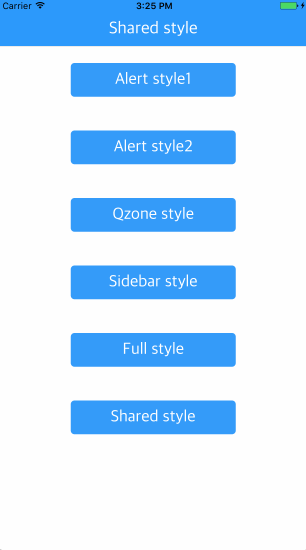 Carrier 3:25 PM
Shared style
Alert style1
Alert style2
Qzone style
Sidebar style
Full style
Shared style